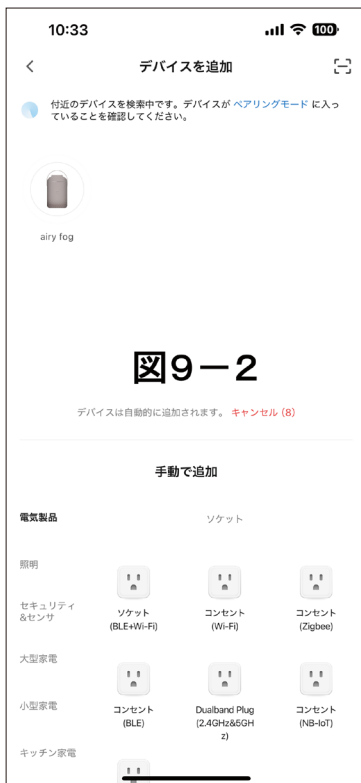 10:33
100
デバイスを追加
付近のデバイスを検索中です。デバイスが ペアリングモード に入っ
ていることを確認してください。
airy fog
図9－2
デバイスは自動的に追加されます。 キャンセル (8)
手動で追加
電気製品
ソケット
照明
セキュリティ
&センサ
大型家電
小型家電
キッチン家電
ソケット
(BLE+Wi-Fi)
コンセント
(Wi-Fi)
コンセント
(Zigbee)
コンセント
(BLE)
Dualband Plug
(2.4GHz&5GH
z)
コンセント
(NB-IoT)